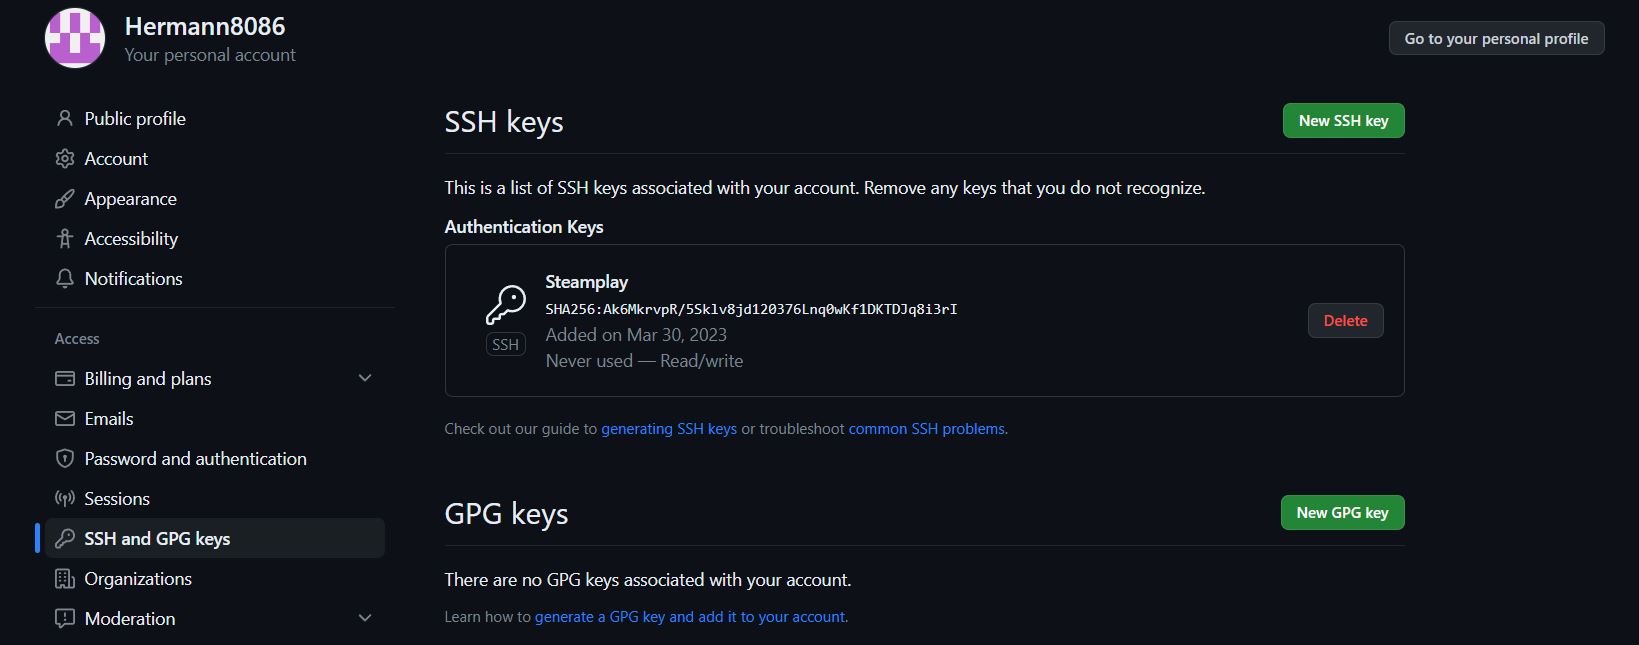 Hermann8086
Your personal account
Go to your personal profile
Public profile
Account
Appearance
Accessibility
Notifications
Access
Billing and plans
Emails
Password and authentication
Sessions
SSH and GPG keys
Organizations
Moderation
SSH keys
New SSH key
This is a list of SSH keys associated with your account. Remove any keys that you do not recognize.
Authentication Keys
Steamplay
SHA256:Ak6MkrvpR/5Sklv8jd120376Lnq0wKf1DKTDJq8i3rI
SSH
Added on Mar 30, 2023
Never used — Read/write
Delete
Check out our guide to generating SSH keys or troubleshoot common SSH problems.
GPG keys
New GPG key
There are no GPG keys associated with your account.
Learn how to generate a GPG key and add it to your account.